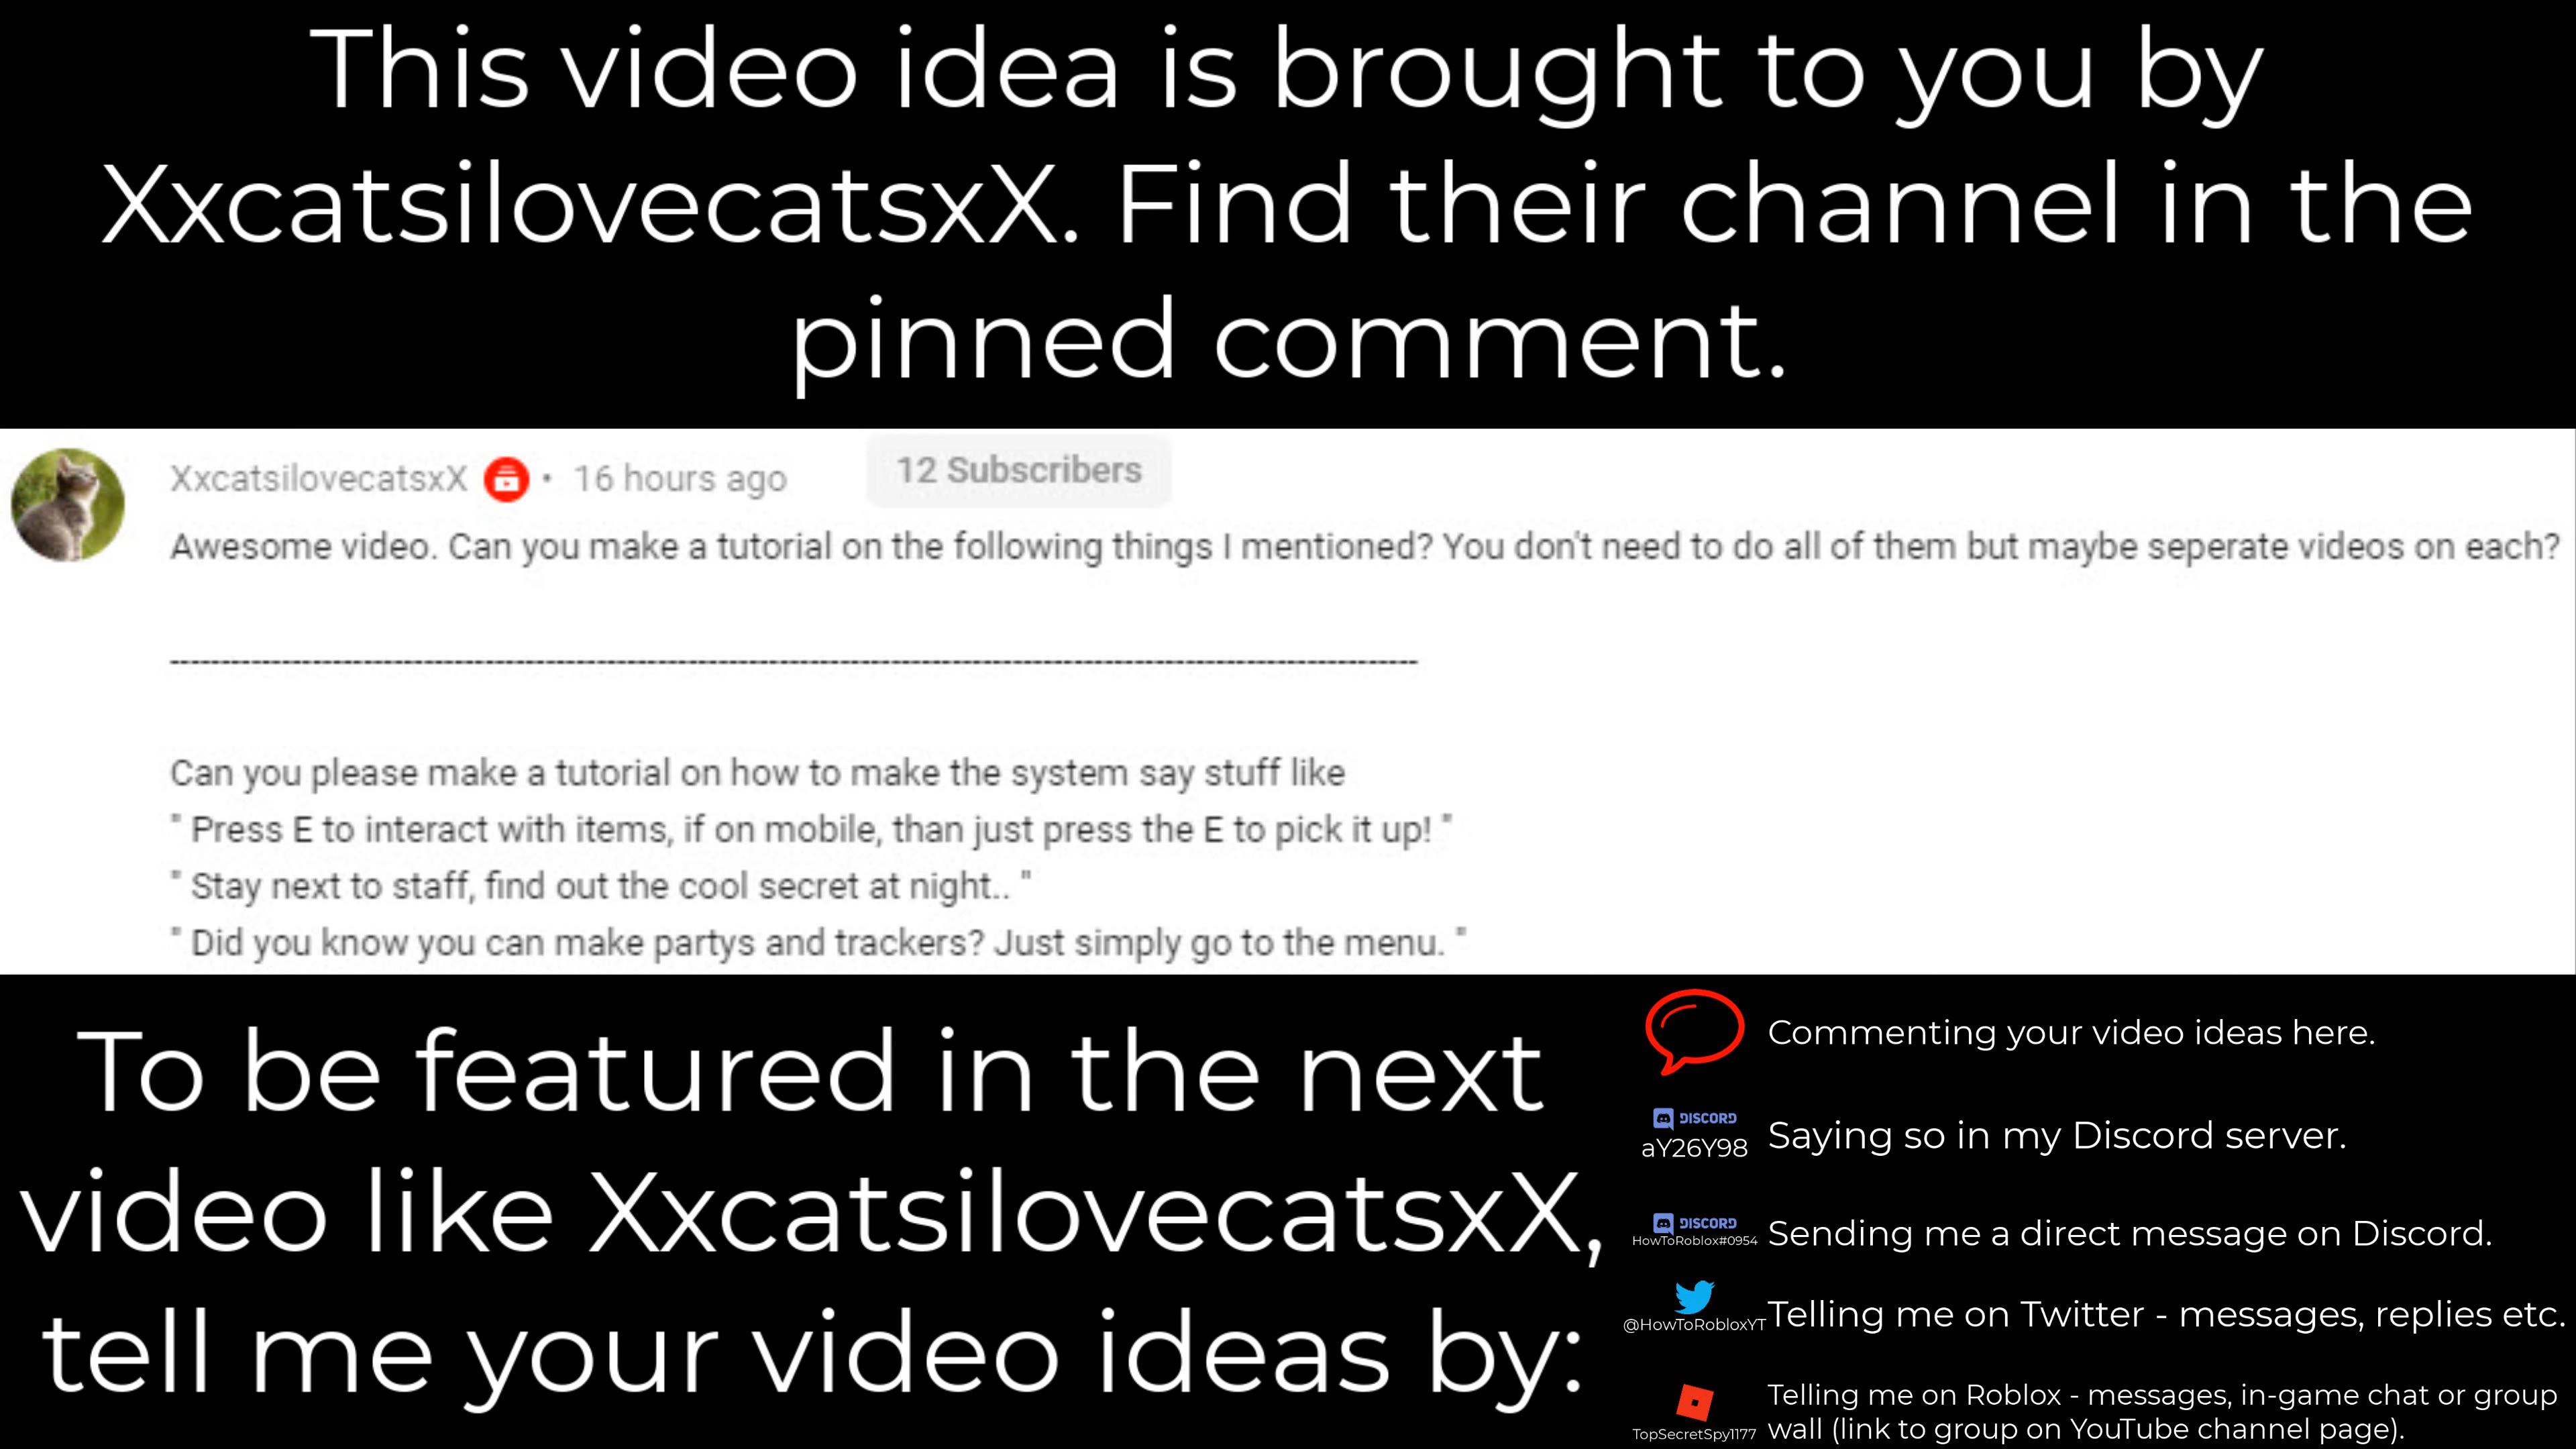 This video idea is brought to you by
XxcatsilovecatsxX. Find their channel in the
pinned comment.
XxcatsilovecatsxX • 16 hours ago 12 Subscribers
Awesome video. Can you make a tutorial on the following things I mentioned? You don't need to do all of them but maybe seperate videos on each?
--------------------------------------------------------------------------------
Can you please make a tutorial on how to make the system say stuff like
" Press E to interact with items, if on mobile, than just press the E to pick it up! "
" Stay next to staff, find out the cool secret at night.. "
" Did you know you can make partys and trackers? Just simply go to the menu. "
To be featured in the next
video like XxcatsilovecatsxX,
tell me your video ideas by:
Commenting your video ideas here.
DISCORD
aY26Y98 Saying so in my Discord server.
DISCORD
HowToRoblox#0954 Sending me a direct message on Discord.
@HowToRobloxYT Telling me on Twitter - messages, replies etc.
Telling me on Roblox - messages, in-game chat or group
TopSecretSpy1177 wall (link to group on YouTube channel page).